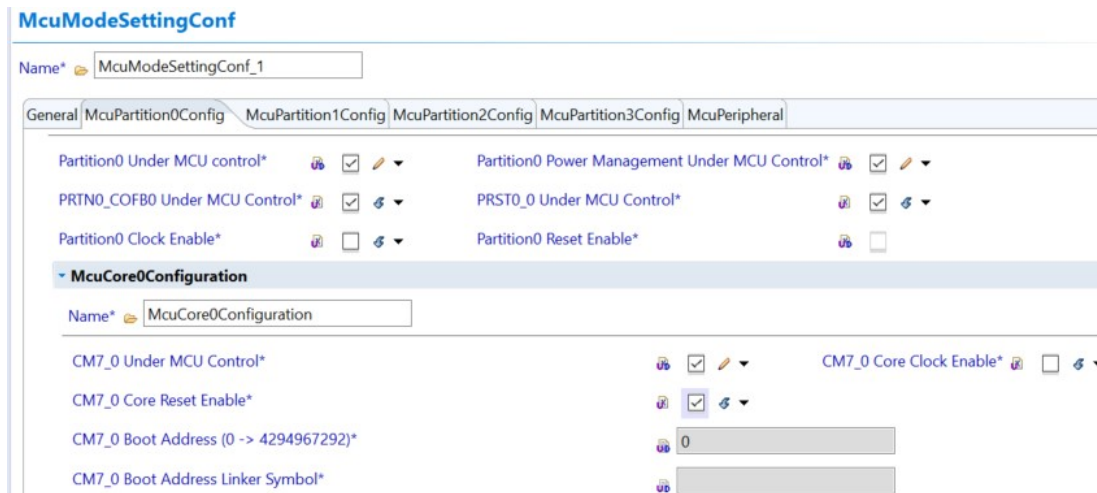 McuModeSettingConf
Name* McuModeSettingConf_1
General McuPartition0Config McuPartition1Config McuPartition2Config McuPartition3Config McuPeripheral
Partition0 Under MCU control* Partition0 Power Management Under MCU Control*
PRTN0_COFB0 Under MCU Control* PRST0_0 Under MCU Control*
Partition0 Clock Enable* Partition0 Reset Enable*
McuCore0Configuration
Name* McuCore0Configuration
CM7_0 Under MCU Control* CM7_0 Core Clock Enable*
CM7_0 Core Reset Enable*
CM7_0 Boot Address (0 -> 4294967292)* 0
CM7_0 Boot Address Linker Symbol*